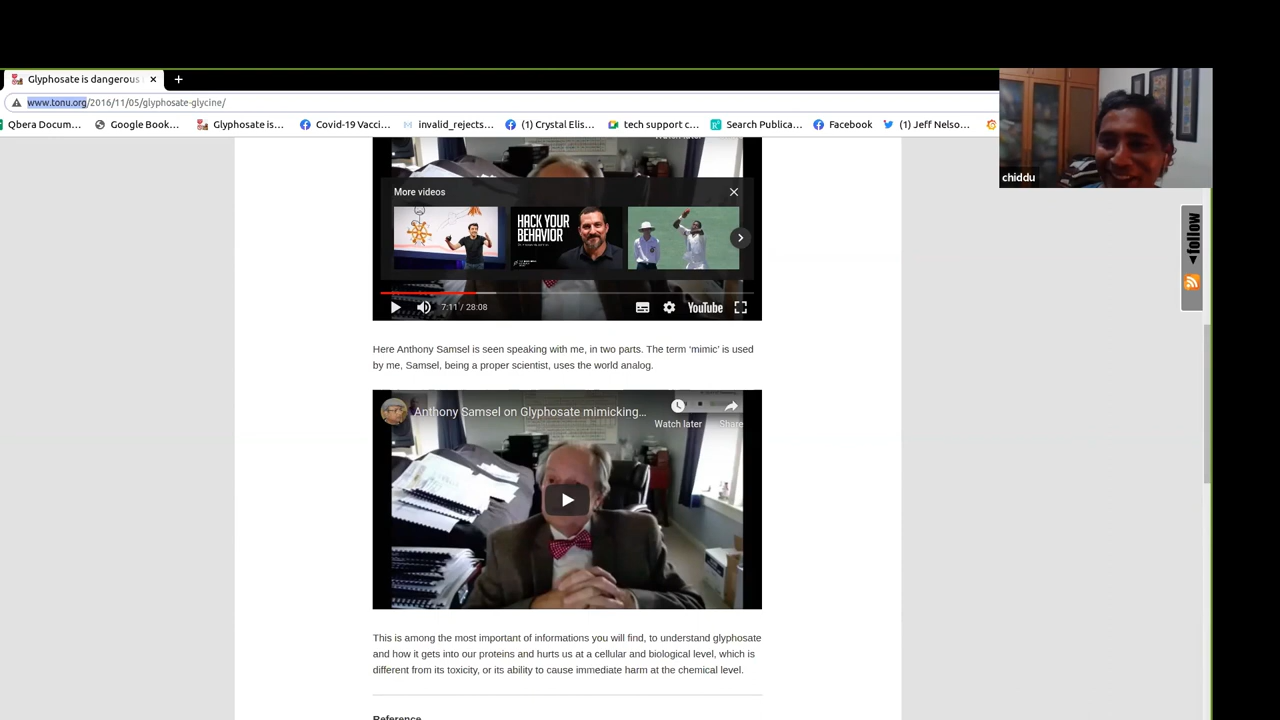 Glyphosate is dangerous
www.tonu.org/2016/11/05/glyphosate-glycine/
Qbera Docum... Google Book... Glyphosate is... Covid-19 Vacci... invalid_rejects... (1) Crystal Elis... tech support c... Search Publica... Facebook (1) Jeff Nelso...
chiddu
More videos
HACK YOUR
BEHAVIOR
follow
7:11 / 28:08
YouTube
Here Anthony Samsel is seen speaking with me, in two parts. The term ‘mimic’ is used
by me, Samsel, being a proper scientist, uses the world analog.
Anthony Samsel on Glyphosate mimicking...
Watch later
Share
This is among the most important of informations you will find, to understand glyphosate
and how it gets into our proteins and hurts us at a cellular and biological level, which is
different from its toxicity, or its ability to cause immediate harm at the chemical level.
Reference